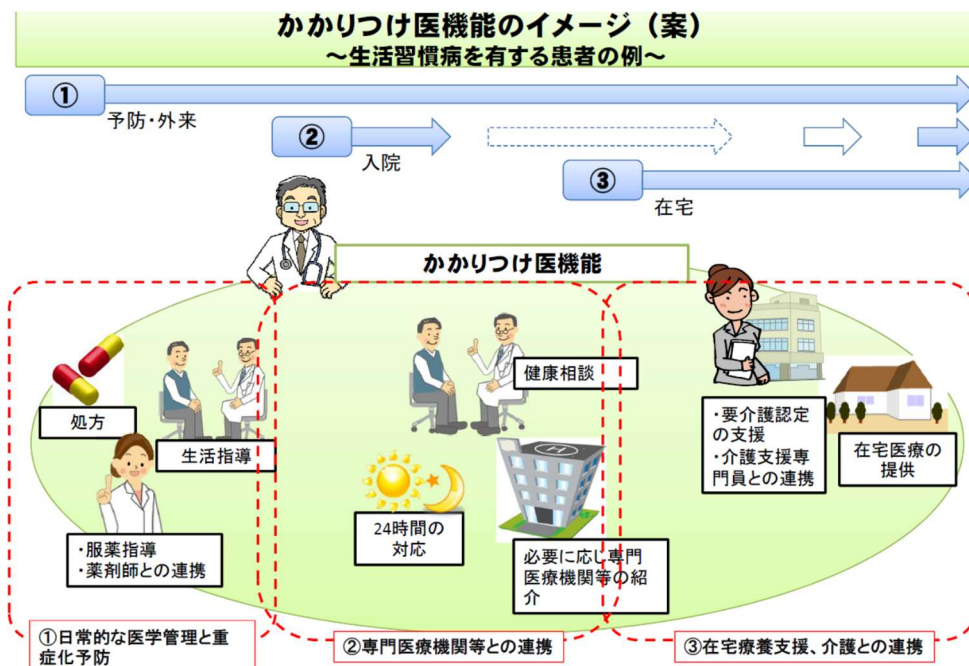 かかりつけ医機能のイメージ（案）
～生活習慣病を有する患者の例～
①
予防・外来
②
入院
③
在宅
かかりつけ医機能
処方
生活指導
・服薬指導
・薬剤師との連携
健康相談
24時間の
対応
H
必要に応じ専門
医療機関等の紹
介
・要介護認定
の支援
・介護支援専
門員との連携
在宅医療の
提供
①日常的な医学管理と重
症化予防
②専門医療機関等との連携
③在宅療養支援、介護との連携